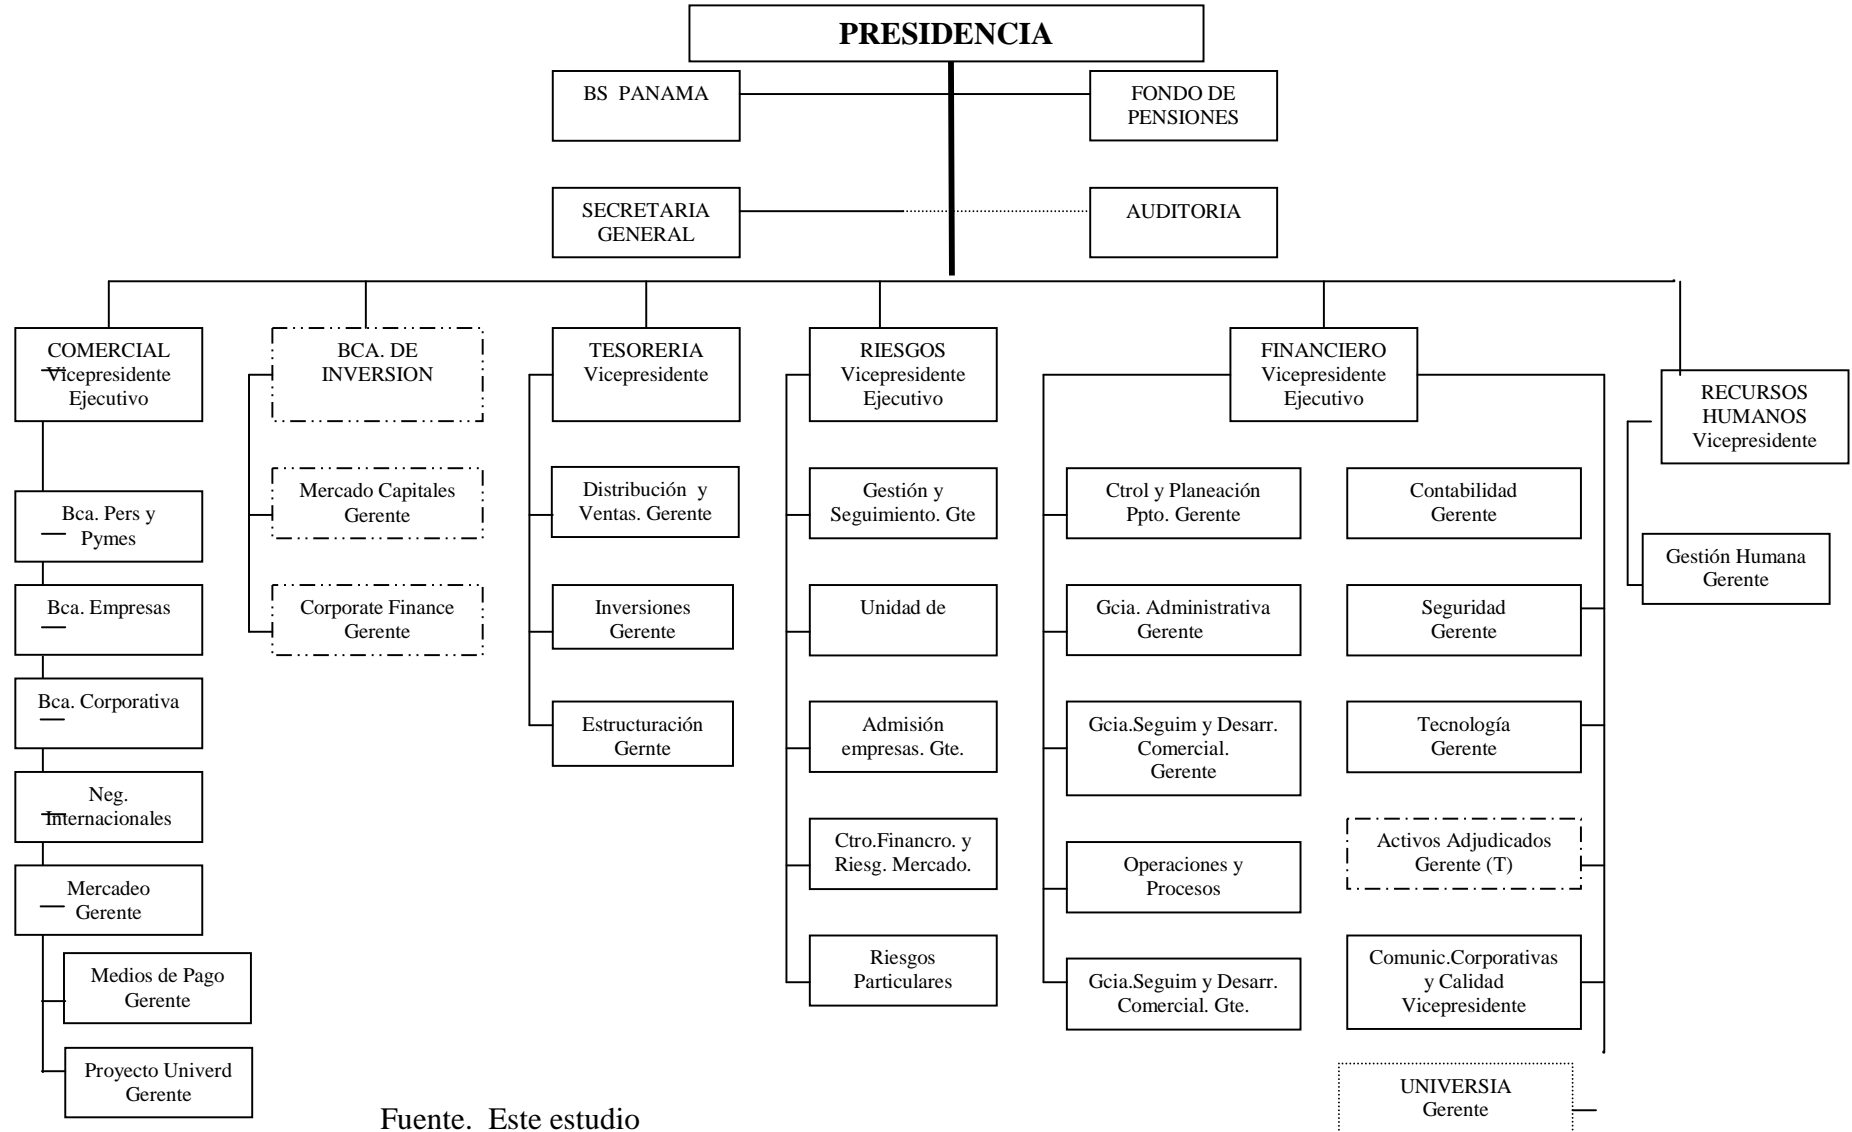 PRESIDENCIA
BS PANAMA
FONDO DE
PENSIONES
SECRETARIA
GENERAL
AUDITORIA
COMERCIAL
Vicepresidente
Ejecutivo
Bca. Pers y
Pymes
Bca. Empresas
Bca. Corporativa
Neg.
Internacionales
Mercadeo
Gerente
Medios de Pago
Gerente
Proyecto Univerd
Gerente
BCA. DE
INVERSION
Mercado Capitales
Gerente
Corporate Finance
Gerente
TESORERIA
Vicepresidente
Distribución y
Ventas. Gerente
Inversiones
Gerente
Estructuración
Gernte
RIESGOS
Vicepresidente
Ejecutivo
Gestión y
Seguimiento. Gte
Unidad de
Admisión
empresas. Gte.
Ctro.Financro. y
Riesg. Mercado.
Riesgos
Particulares
FINANCIERO
Vicepresidente
Ejecutivo
Ctrol y Planeación
Ppto. Gerente
Gcia. Administrativa
Gerente
Gcia.Seguim y Desarr.
Comercial.
Gerente
Operaciones y
Procesos
Gcia.Seguim y Desarr.
Comercial. Gte.
Contabilidad
Gerente
Seguridad
Gerente
Tecnología
Gerente
Activos Adjudicados
Gerente (T)
Comunic.Corporativas
y Calidad
Vicepresidente
UNIVERSIA
Gerente
RECURSOS
HUMANOS
Vicepresidente
Gestión Humana
Gerente
Fuente. Este estudio